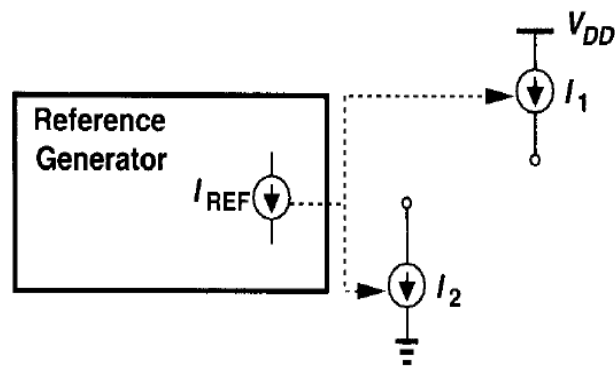 V_DD
I_1
Reference
Generator
I_REF
I_2